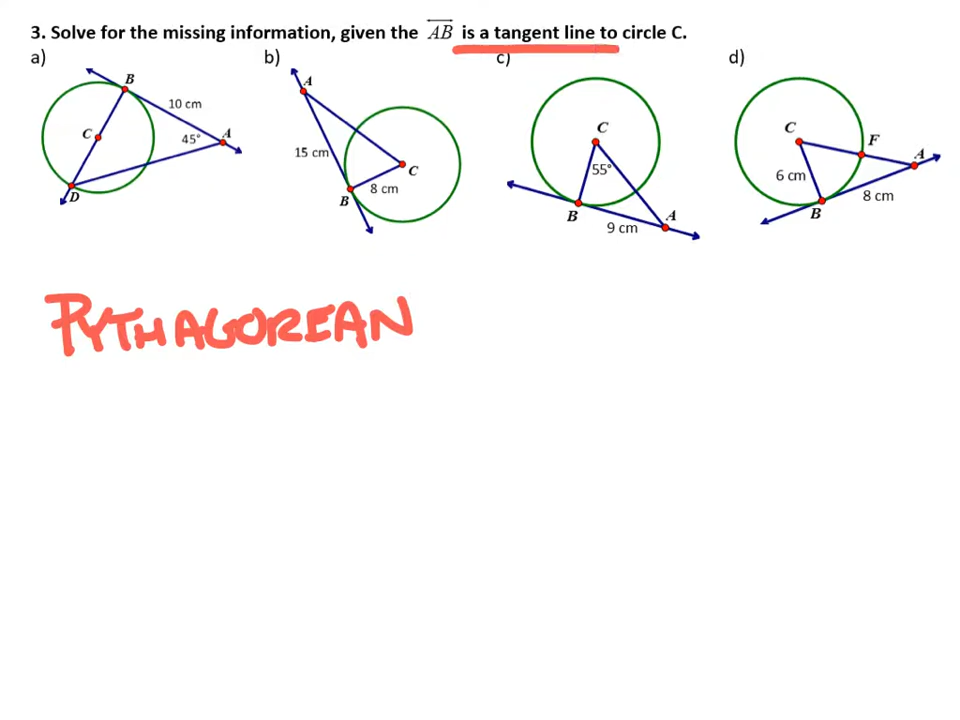 3. Solve for the missing information, given the AB is a tangent line to circle C.
a) b) c) d)
B 10 cm C 45° A D
A 15 cm C B 8 cm
C 55° B A 9 cm
C F A 6 cm B 8 cm
PYTHAGOREAN